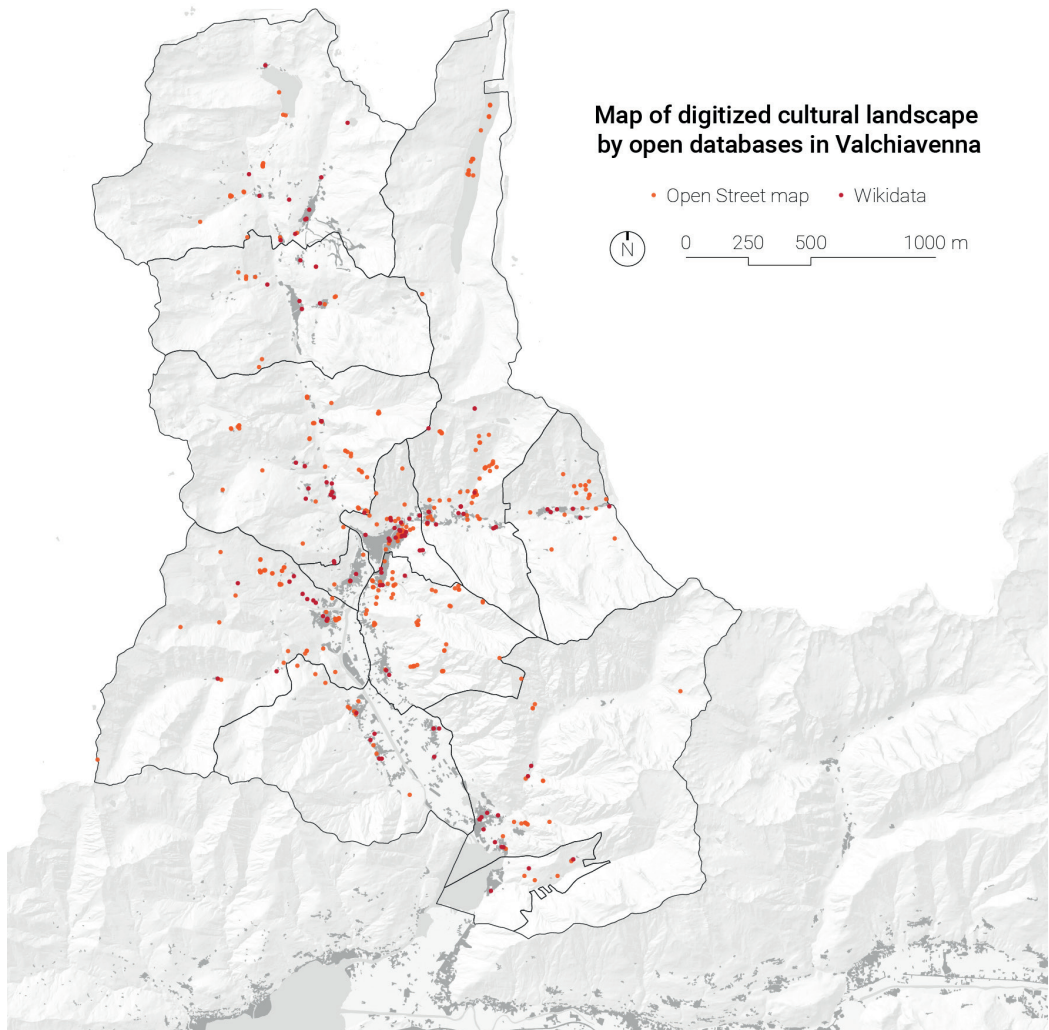 Map of digitized cultural landscape
by open databases in Valchiavenna
Open Street map Wikidata
N 0 250 500 1000 m